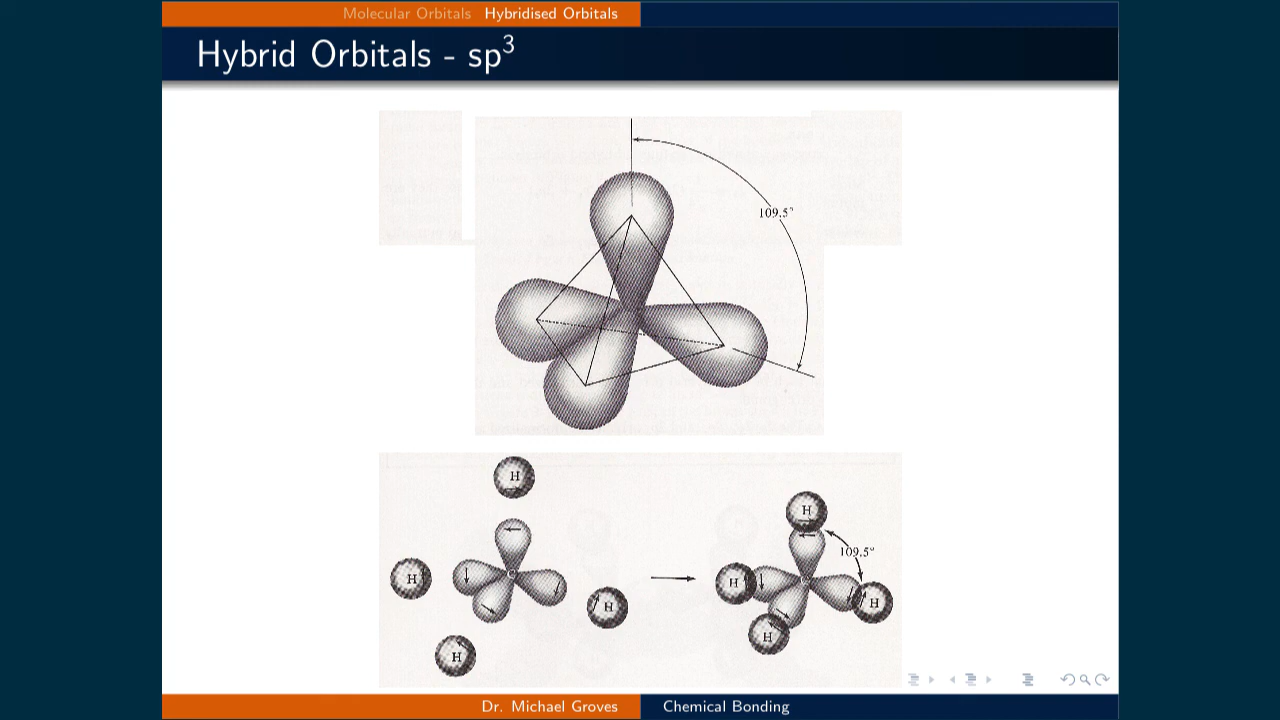 Molecular Orbitals Hybridised Orbitals
Hybrid Orbitals - sp³
109.5°
H
H
109.5°
H
H
H
H
H
H
Dr. Michael Groves Chemical Bonding